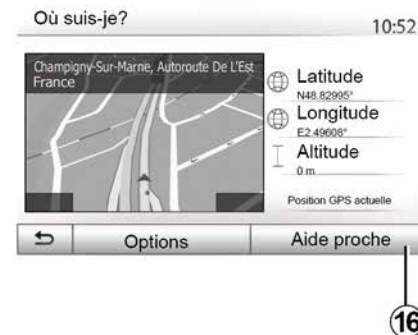 Où suis-je?
10:52
Champigny-Sur-Marne, Autoroute De L'Est
France
Latitude
N48.82995°
Longitude
E2.49608°
Altitude
0 m
Position GPS actuelle
Options
Aide proche
16